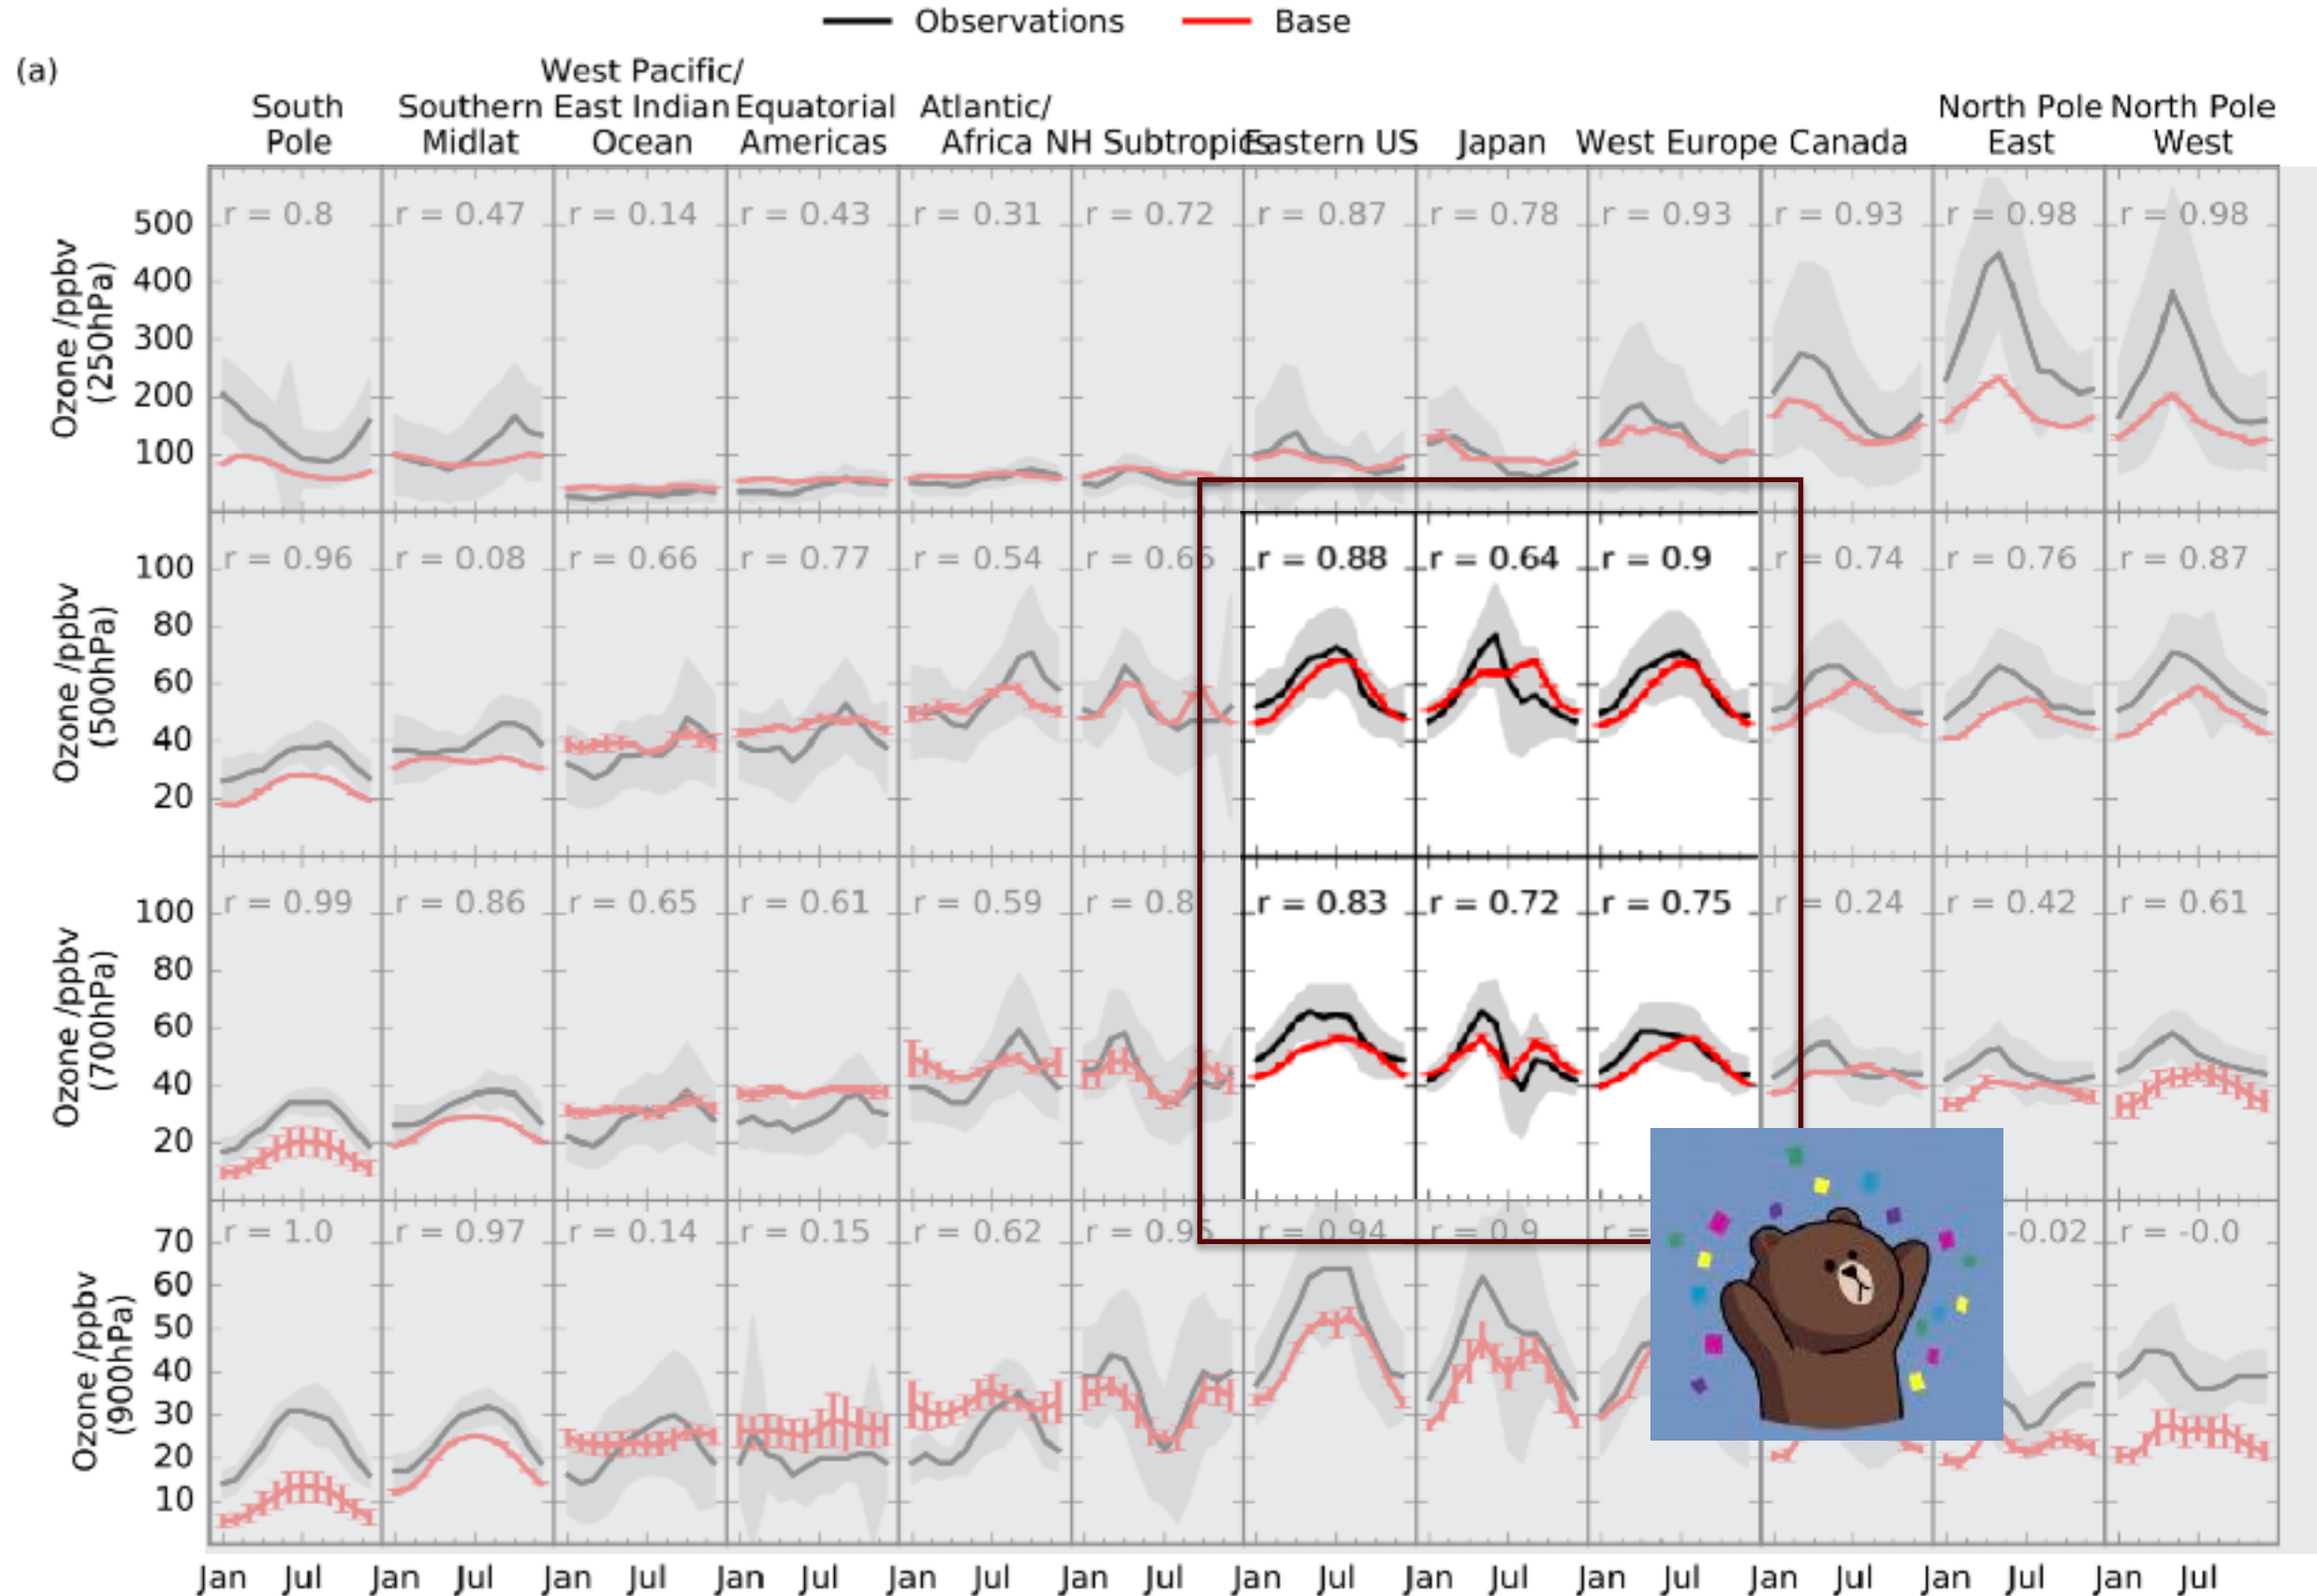 Observations Base
(a)
South Pole
Southern Midlat
West Pacific/
East Indian
Ocean
Equatorial
Americas
Atlantic/
Africa
NH Subtropics
Eastern US
Japan
West Europe
Canada
North Pole
East
North Pole
West
Ozone /ppbv
(250hPa)
500
400
300
200
100
r = 0.8 r = 0.47 r = 0.14 r = 0.43 r = 0.31 r = 0.72 r = 0.87 r = 0.78 r = 0.93 r = 0.93 r = 0.98 r = 0.98
Ozone /ppbv
(500hPa)
100
80
60
40
20
r = 0.96 r = 0.08 r = 0.66 r = 0.77 r = 0.54 r = 0.66 r = 0.88 r = 0.64 r = 0.9 r = 0.74 r = 0.76 r = 0.87
Ozone /ppbv
(700hPa)
100
80
60
40
20
r = 0.99 r = 0.86 r = 0.65 r = 0.61 r = 0.59 r = 0.8 r = 0.83 r = 0.72 r = 0.75 r = 0.24 r = 0.42 r = 0.61
Ozone /ppbv
(900hPa)
70
60
50
40
30
20
10
r = 1.0 r = 0.97 r = 0.14 r = 0.15 r = 0.62 r = 0.95 r = 0.94 r = 0.9 r = -0.02 r = -0.0
Jan Jul Jan Jul Jan Jul Jan Jul Jan Jul Jan Jul Jan Jul Jan Jul Jan Jul Jan Jul Jan Jul Jan Jul